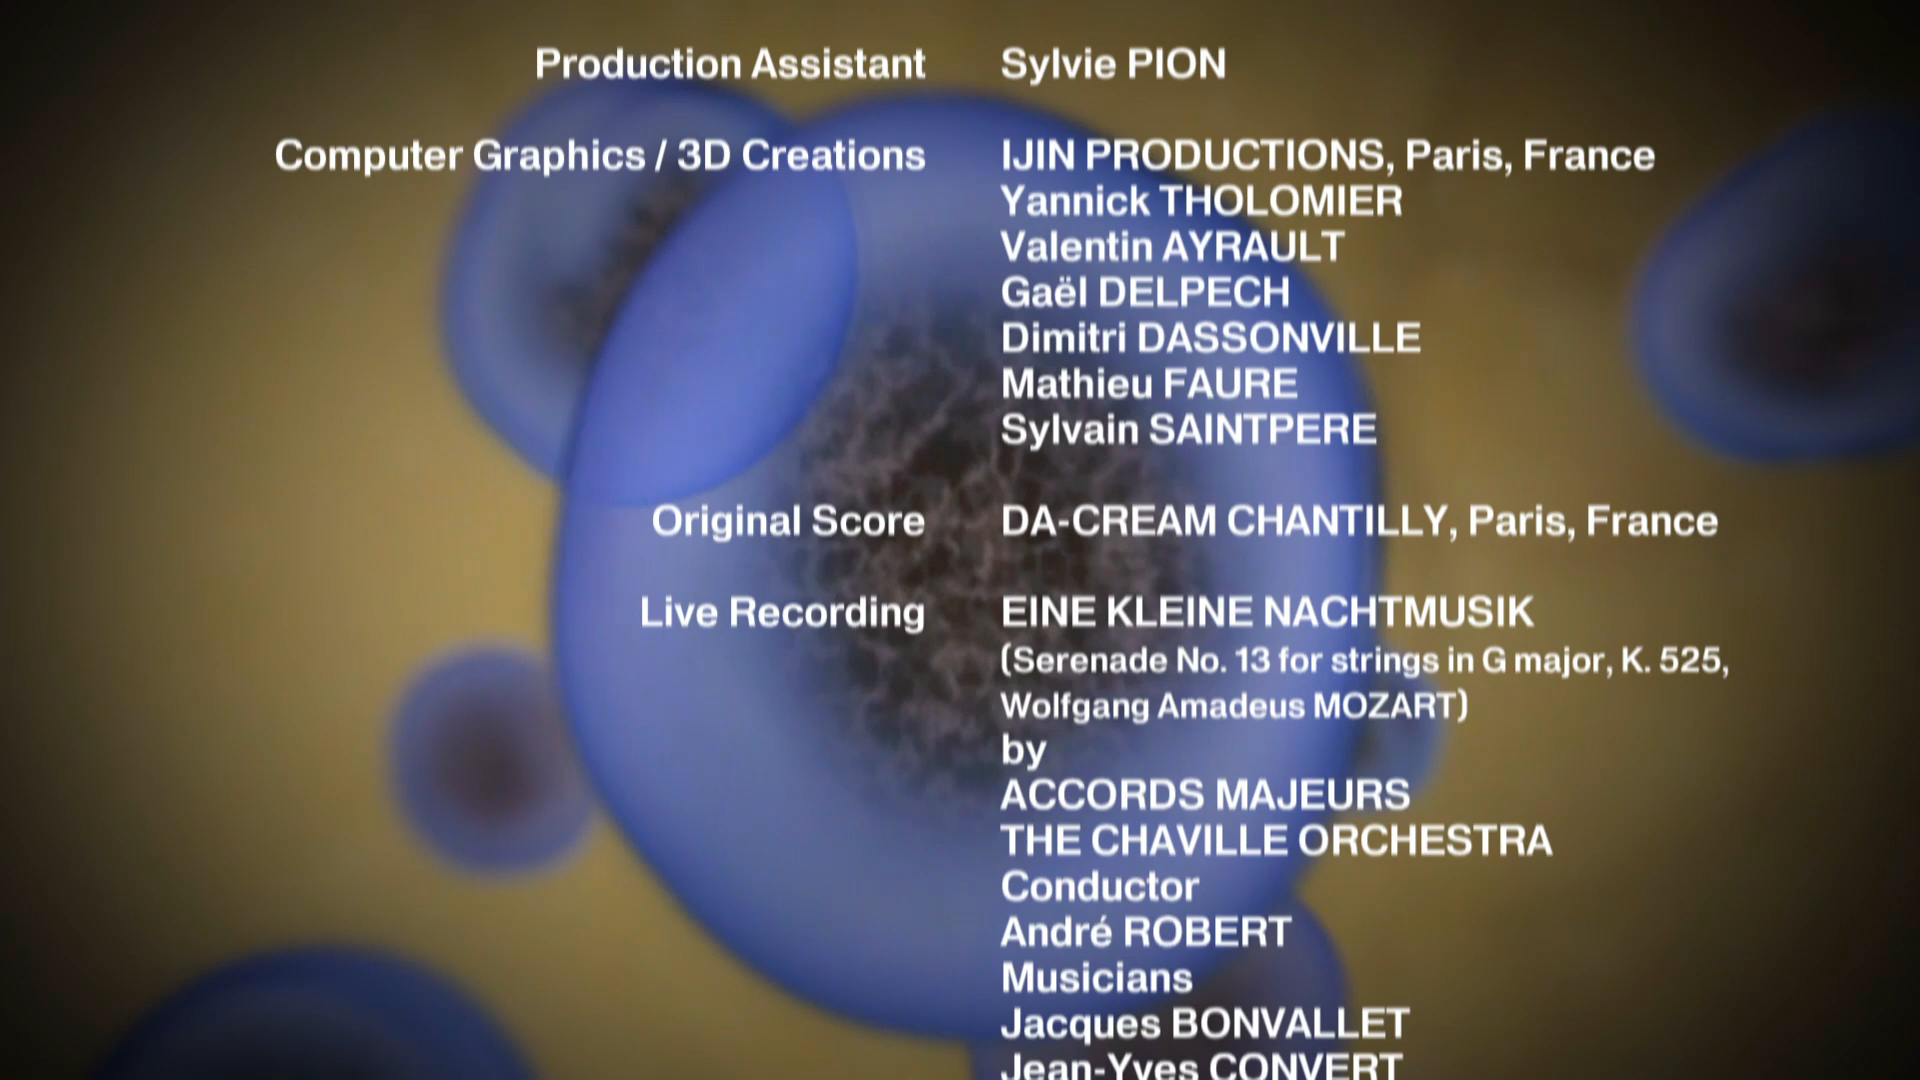 Production Assistant Sylvie PION
Computer Graphics / 3D Creations IJIN PRODUCTIONS, Paris, France
Yannick THOLOMIER
Valentin AYRAULT
Gaël DELPECH
Dimitri DASSONVILLE
Mathieu FAURE
Sylvain SAINTPERE
Original Score DA-CREAM CHANTILLY, Paris, France
Live Recording EINE KLEINE NACHTMUSIK
(Serenade No. 13 for strings in G major, K. 525,
Wolfgang Amadeus MOZART)
by
ACCORDS MAJEURS
THE CHAVILLE ORCHESTRA
Conductor
André ROBERT
Musicians
Jacques BONVALLET
Jean-Yves CONVERT